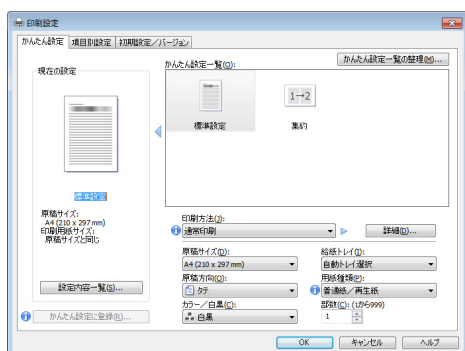 印刷設定
かんたん設定 項目別設定 初期設定／バージョン
現在の設定
かんたん設定一覧(Q):
かんたん設定一覧の整理(M)...
標準設定
1→2
集約
標準設定
原稿サイズ:
A4 (210 x 297 mm)
印刷用紙サイズ:
原稿サイズと同じ
設定内容一覧(S)...
かんたん設定に登録(R)...
印刷方法(J):
通常印刷
詳細(D)...
原稿サイズ(D):
A4 (210 x 297 mm)
給紙トレイ(T):
自動トレイ選択
原稿方向(O):
タテ
用紙種類(P):
普通紙／再生紙
カラー／白黒(C):
白黒
部数(C): (1から999)
1
OK
キャンセル
ヘルプ